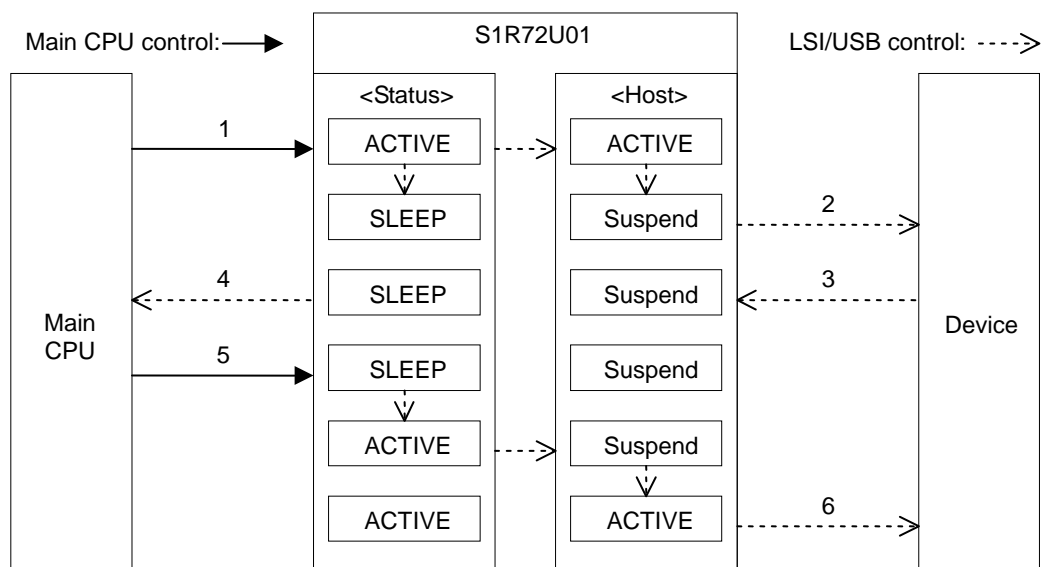 S1R72U01
Main CPU control:
LSI/USB control:
<Status>
<Host>
1
ACTIVE
ACTIVE
SLEEP
Suspend
2
4
SLEEP
Suspend
3
Main
CPU
Device
5
SLEEP
Suspend
ACTIVE
Suspend
ACTIVE
ACTIVE
6